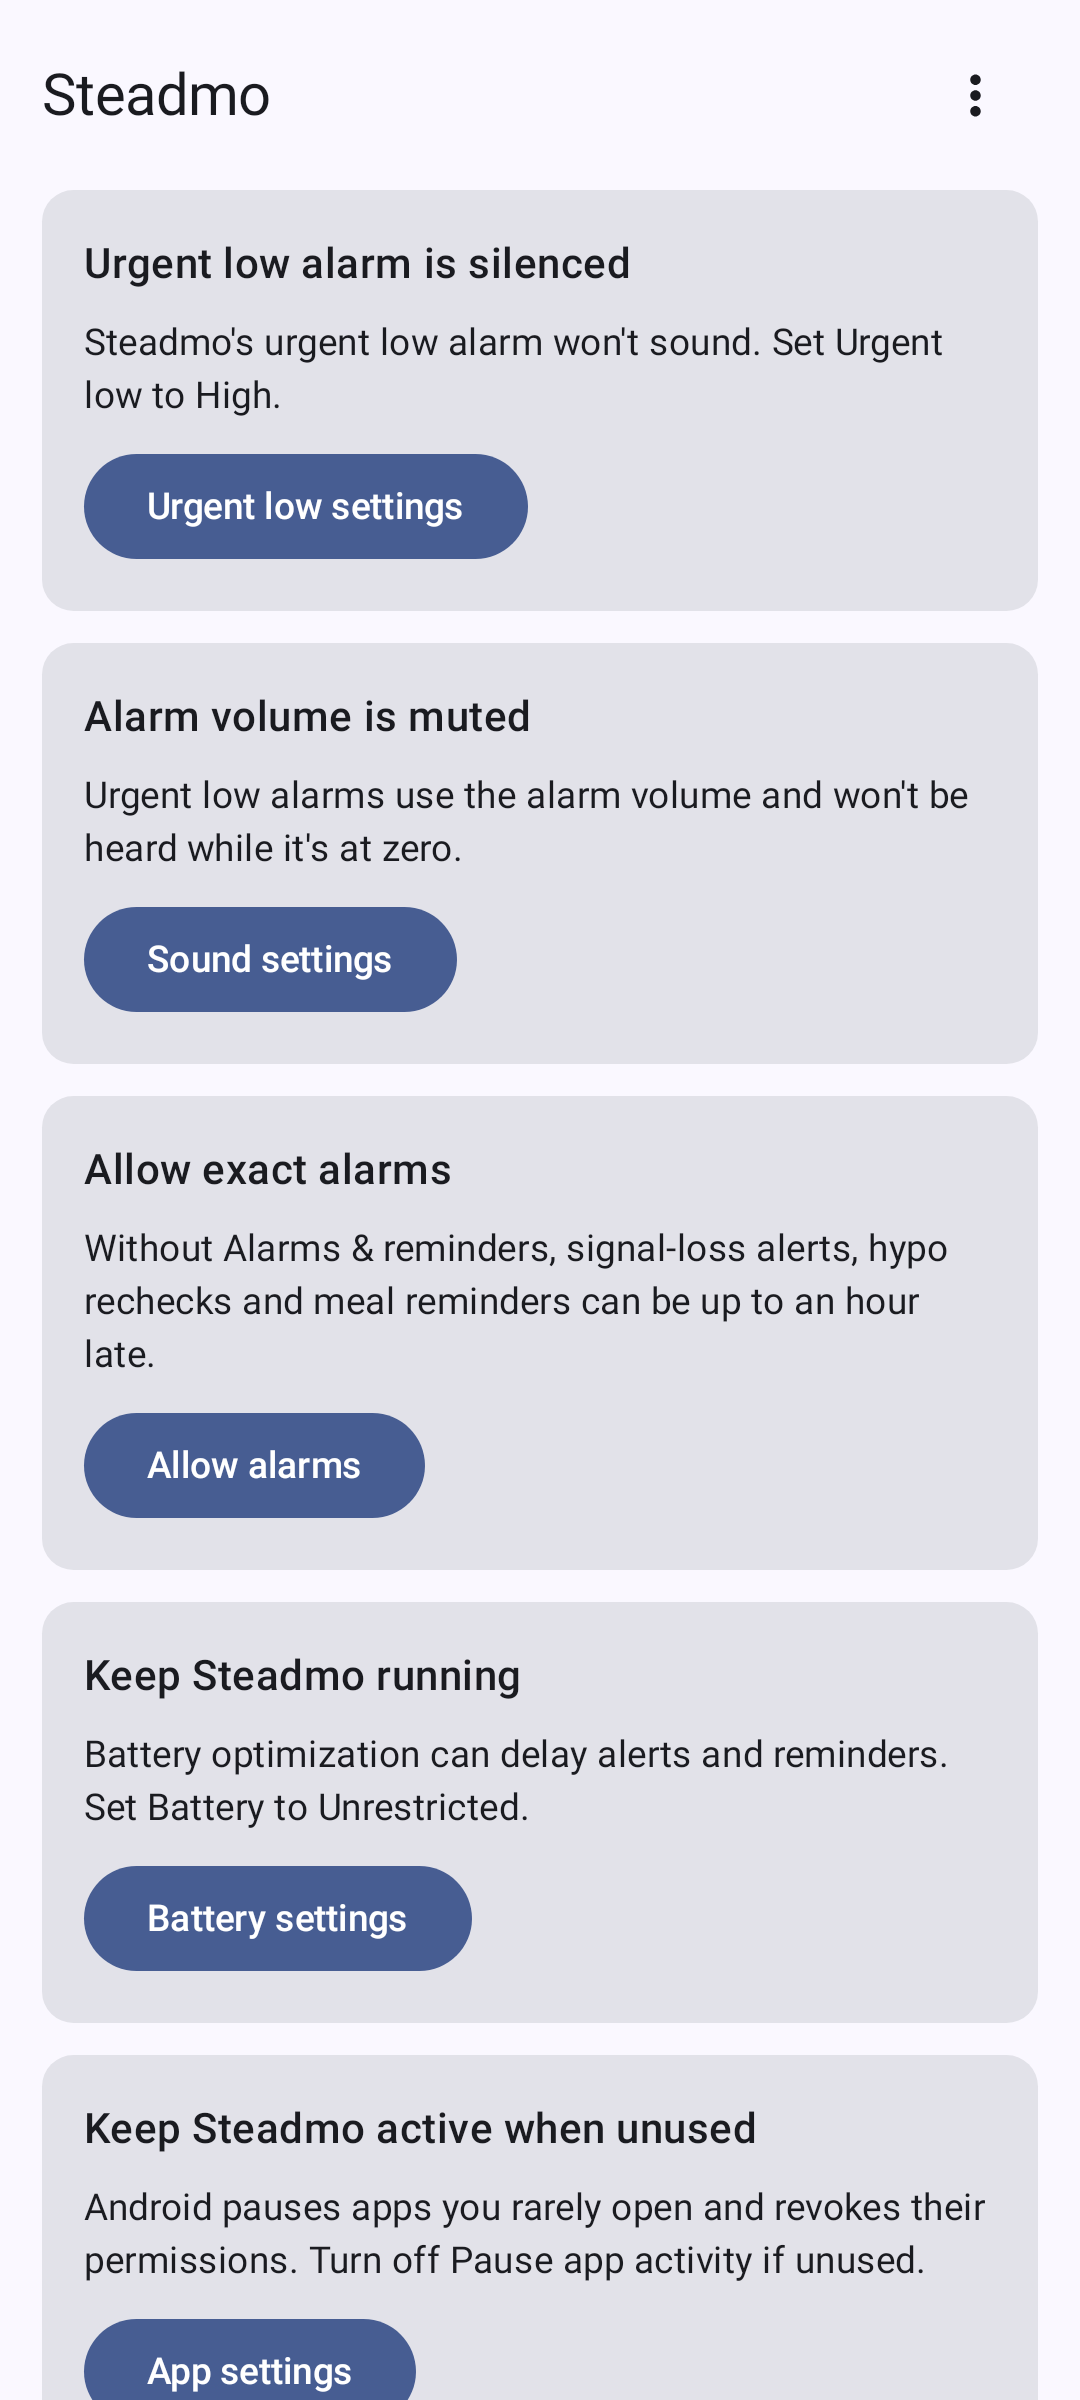 Steadmo
Urgent low alarm is silenced
Steadmo's urgent low alarm won't sound. Set Urgent
low to High.
Urgent low settings
Alarm volume is muted
Urgent low alarms use the alarm volume and won't be
heard while it's at zero.
Sound settings
Allow exact alarms
Without Alarms & reminders, signal-loss alerts, hypo
rechecks and meal reminders can be up to an hour
late.
Allow alarms
Keep Steadmo running
Battery optimization can delay alerts and reminders.
Set Battery to Unrestricted.
Battery settings
Keep Steadmo active when unused
Android pauses apps you rarely open and revokes their
permissions. Turn off Pause app activity if unused.
App settings